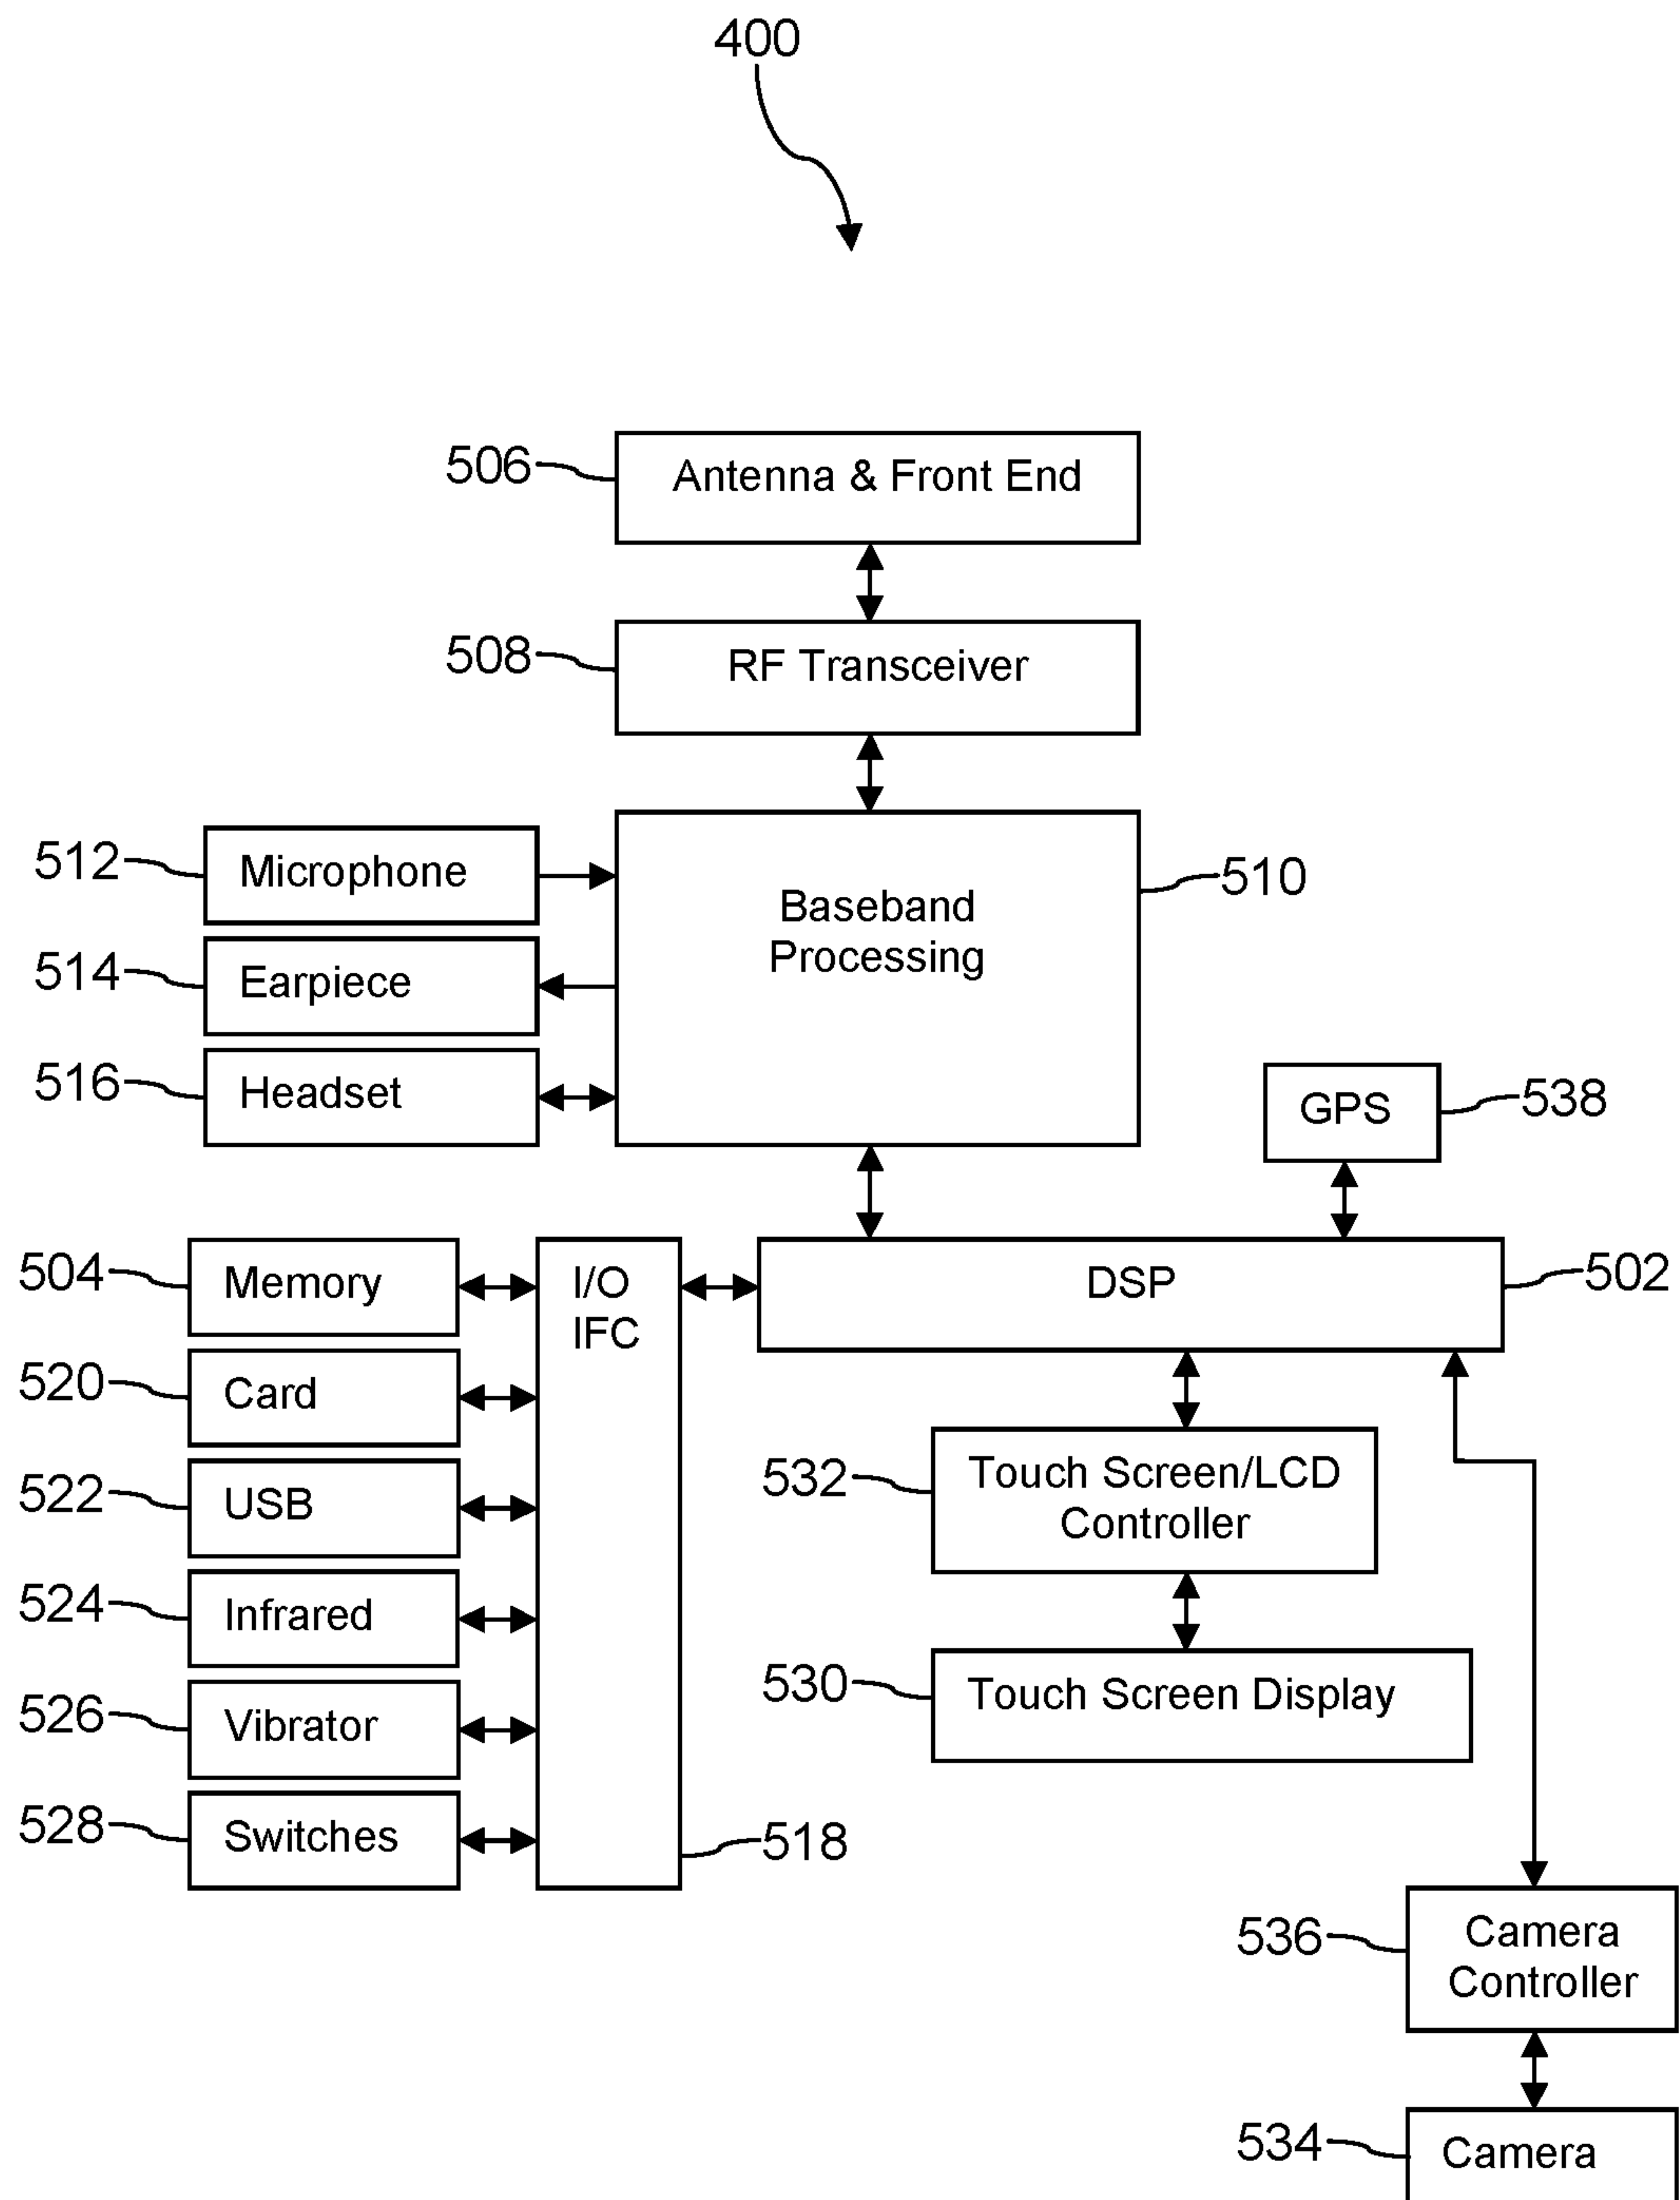 400
506
Antenna & Front End
508
RF Transceiver
512
Microphone
Baseband
Processing
510
514
Earpiece
516
Headset
GPS
538
504
Memory
I/O
IFC
DSP
502
520
Card
522
USB
532
Touch Screen/LCD
Controller
524
Infrared
530
Touch Screen Display
526
Vibrator
528
Switches
518
536
Camera
Controller
534
Camera